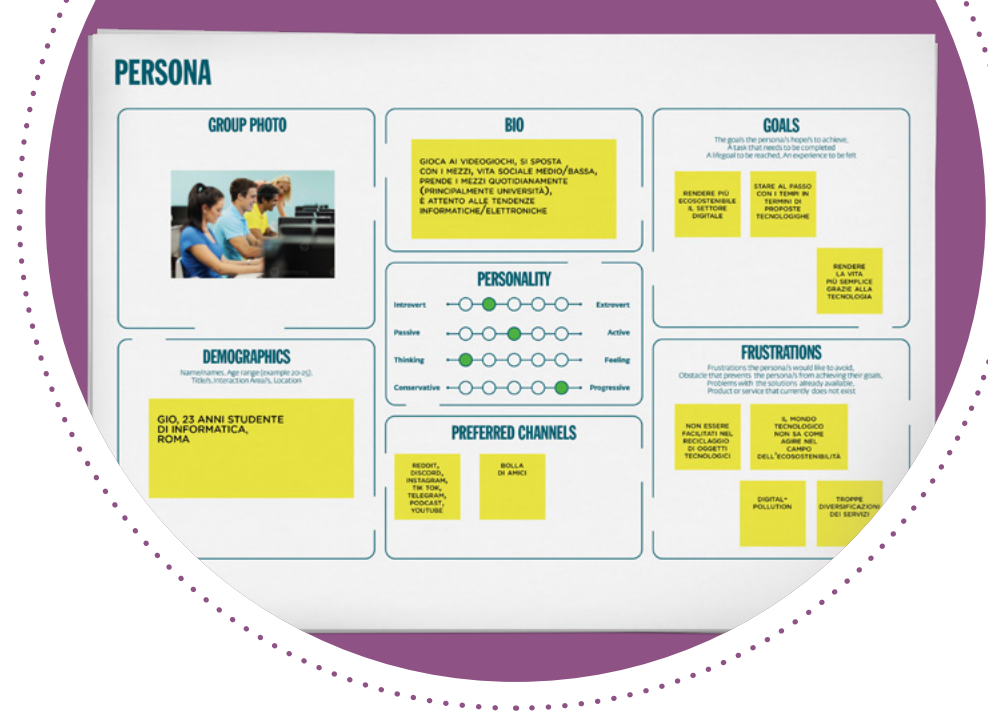 PERSONA
GROUP PHOTO
DEMOGRAPHICS
Name/names, Age range (example 20-25),
Title/s, Interaction Area/s, Location
GIO, 23 ANNI STUDENTE
DI INFORMATICA,
ROMA
BIO
GIOCA AI VIDEOGIOCHI, SI SPOSTA
CON I MEZZI, VITA SOCIALE MEDIO/BASSA,
PRENDE I MEZZI QUOTIDIANAMENTE
(PRINCIPALMENTE UNIVERSITÀ),
È ATTENTO ALLE TENDENZE
INFORMATICHE/ELETTRONICHE
PERSONALITY
Introvert Extrovert
Passive Active
Thinking Feeling
Conservative Progressive
PREFERRED CHANNELS
REDDIT,
DISCORD,
INSTAGRAM,
TIK TOK,
TELEGRAM,
PODCAST,
YOUTUBE
BOLLA
DI AMICI
GOALS
The goal/s the persona/s hope/s to achieve,
A task that needs to be completed
A lifegoal to be reached, An experience to be felt
RENDERE PIÙ
ECOSOSTENIBILE
IL SETTORE
DIGITALE
STARE AL PASSO
CON I TEMPI IN
TERMINI DI
PROPOSTE
TECNOLOGIGHE
RENDERE
LA VITA
PIÙ SEMPLICE
GRAZIE ALLA
TECNOLOGIA
FRUSTRATIONS
Frustrations the persona/s would like to avoid,
Obstacle that prevents the persona/s from achieving their goals,
Problems with the solutions already available,
Product or service that currently does not exist
NON ESSERE
FACILITATI NEL
RECICLAGGIO
DI OGGETTI
TECNOLOGICI
IL MONDO
TECNOLOGICO
NON SA COME
AGIRE NEL
CAMPO
DELL'ECOSOSTENIBILITÀ
DIGITAL-
POLLUTION
TROPPE
DIVERSIFICAZIONI
DEI SERVIZI